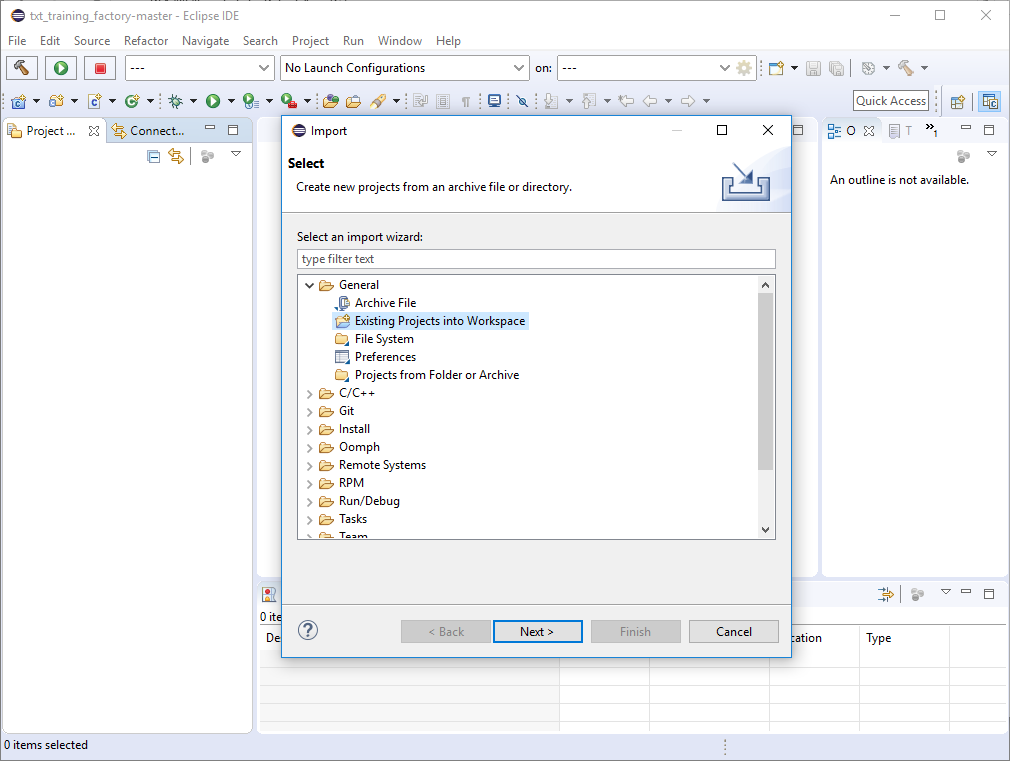 txt_training_factory-master - Eclipse IDE
File Edit Source Refactor Navigate Search Project Run Window Help
--- No Launch Configurations on: ---
Quick Access
Project ... Connect...
O T »1
An outline is not available.
Import
Select
Create new projects from an archive file or directory.
Select an import wizard:
type filter text
General
Archive File
Existing Projects into Workspace
File System
Preferences
Projects from Folder or Archive
C/C++
Git
Install
Oomph
Remote Systems
RPM
Run/Debug
Tasks
Team
< Back Next > Finish Cancel
0 ite
De cation Type
0 items selected